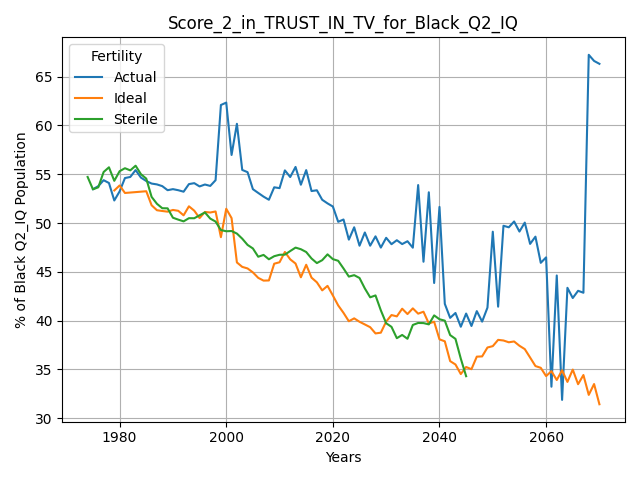 Score_2_in_TRUST_IN_TV_for_Black_Q2_IQ
Fertility
Actual
Ideal
Sterile
% of Black Q2_IQ Population
65
60
55
50
45
40
35
30
1980
2000
2020
2040
2060
Years